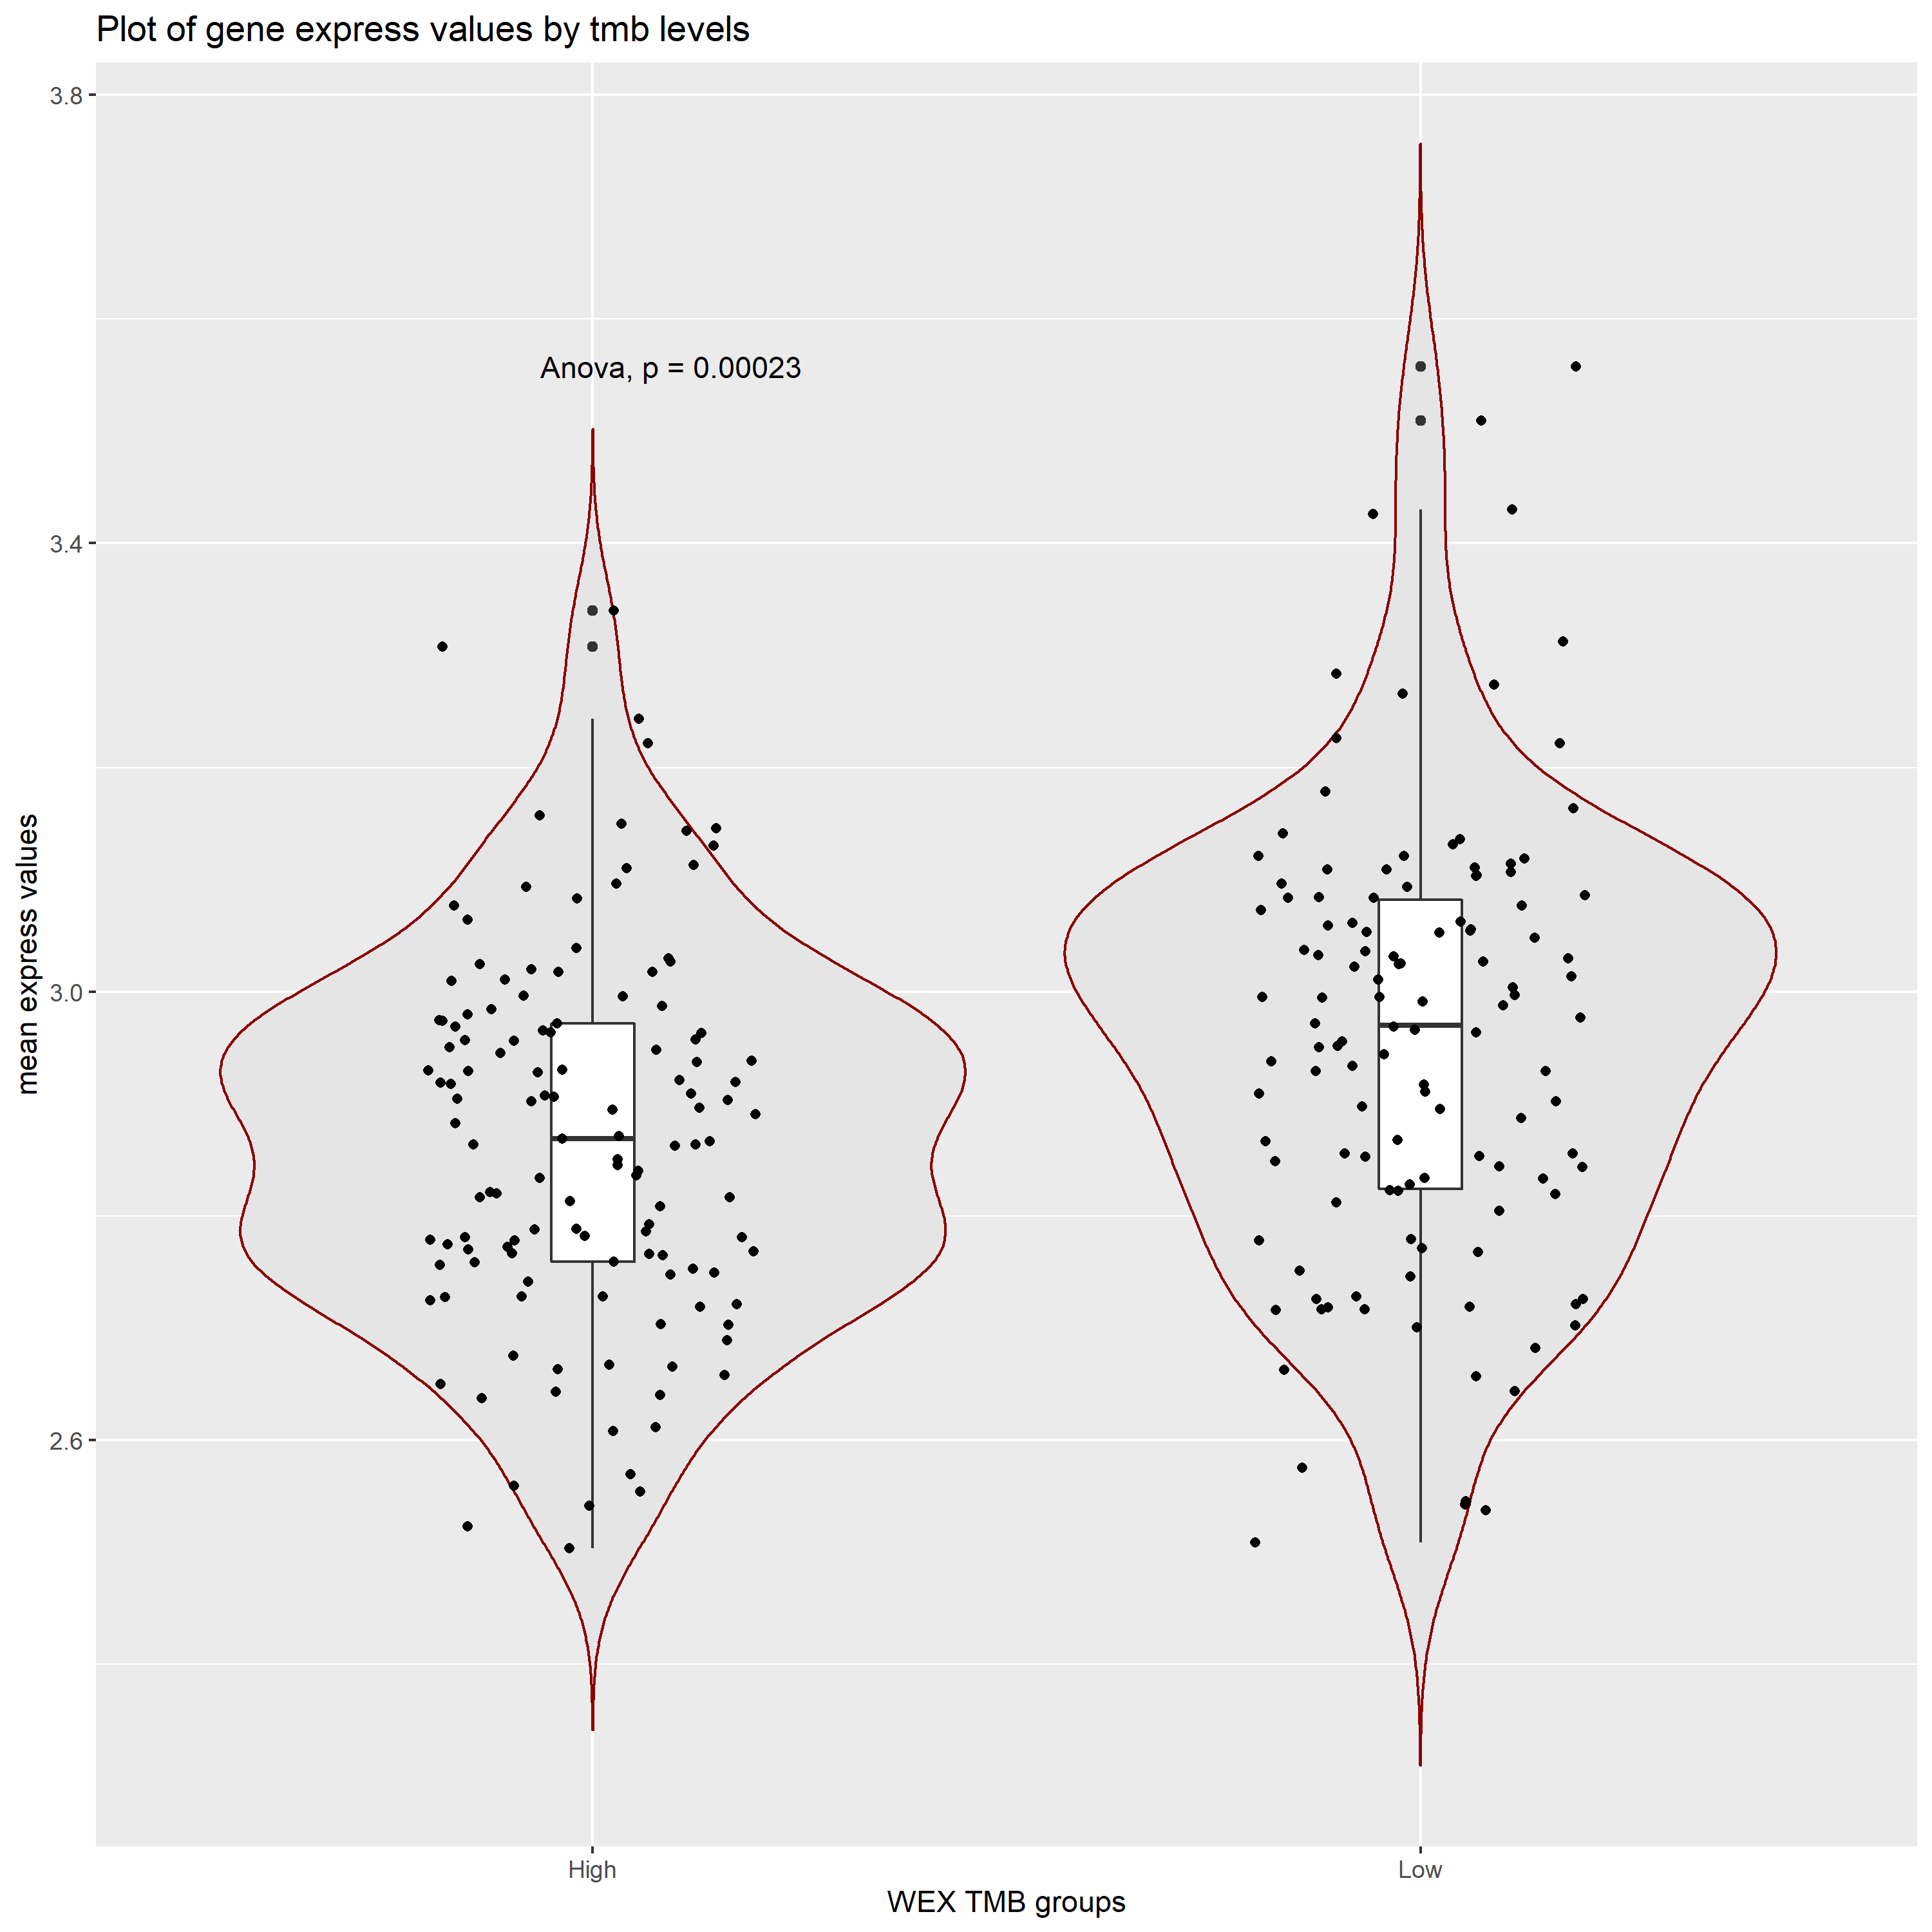 Plot of gene express values by tmb levels
3.8
Anova, p = 0.00023
3.4
mean express values
3.0
2.6
High
Low
WEX TMB groups